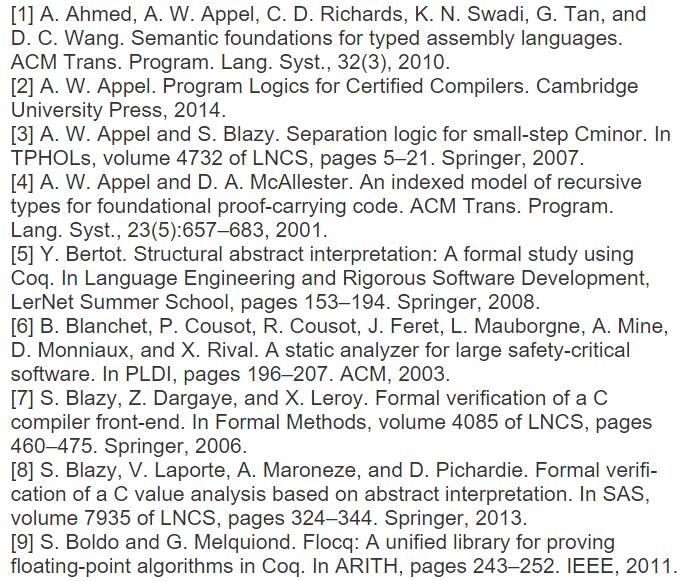 [1] A. Ahmed, A. W. Appel, C. D. Richards, K. N. Swadi, G. Tan, and
D. C. Wang. Semantic foundations for typed assembly languages.
ACM Trans. Program. Lang. Syst., 32(3), 2010.
[2] A. W. Appel. Program Logics for Certified Compilers. Cambridge
University Press, 2014.
[3] A. W. Appel and S. Blazy. Separation logic for small-step Cminor. In
TPHOLs, volume 4732 of LNCS, pages 5–21. Springer, 2007.
[4] A. W. Appel and D. A. McAllester. An indexed model of recursive
types for foundational proof-carrying code. ACM Trans. Program.
Lang. Syst., 23(5):657–683, 2001.
[5] Y. Bertot. Structural abstract interpretation: A formal study using
Coq. In Language Engineering and Rigorous Software Development,
LerNet Summer School, pages 153–194. Springer, 2008.
[6] B. Blanchet, P. Cousot, R. Cousot, J. Feret, L. Mauborgne, A. Mine,
D. Monniaux, and X. Rival. A static analyzer for large safety-critical
software. In PLDI, pages 196–207. ACM, 2003.
[7] S. Blazy, Z. Dargaye, and X. Leroy. Formal verification of a C
compiler front-end. In Formal Methods, volume 4085 of LNCS, pages
460–475. Springer, 2006.
[8] S. Blazy, V. Laporte, A. Maroneze, and D. Pichardie. Formal verifi-
cation of a C value analysis based on abstract interpretation. In SAS,
volume 7935 of LNCS, pages 324–344. Springer, 2013.
[9] S. Boldo and G. Melquiond. Flocq: A unified library for proving
floating-point algorithms in Coq. In ARITH, pages 243–252. IEEE, 2011.